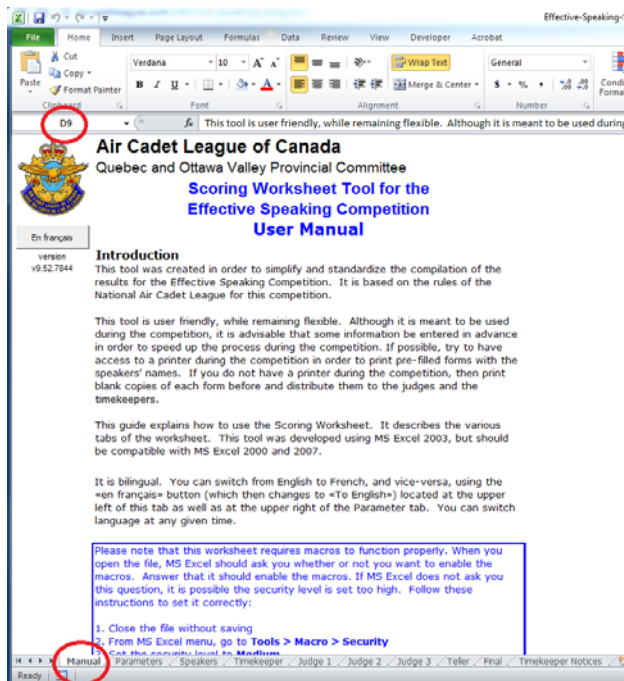 Effective-Speaking-S
File Home Insert Page Layout Formulas Data Review View Developer Acrobat
Cut
Copy
Format Painter
Paste
Verdana 10 A A
B I U A
Wrap Text
Merge & Center
General
$ % ,
Condi
Forma
Clipboard Font Alignment Number
D9 fx This tool is user friendly, while remaining flexible. Although it is meant to be used during
Air Cadet League of Canada
Quebec and Ottawa Valley Provincial Committee
Scoring Worksheet Tool for the
Effective Speaking Competition
User Manual
En français
version
v9.52.7844
Introduction
This tool was created in order to simplify and standardize the compilation of the
results for the Effective Speaking Competition. It is based on the rules of the
National Air Cadet League for this competition.
This tool is user friendly, while remaining flexible. Although it is meant to be used
during the competition, it is advisable that some information be entered in advance
in order to speed up the process during the competition. If possible, try to have
access to a printer during the competition in order to print pre-filled forms with the
speakers' names. If you do not have a printer during the competition, then print
blank copies of each form before and distribute them to the judges and the
timekeepers.
This guide explains how to use the Scoring Worksheet. It describes the various
tabs of the worksheet. This tool was developed using MS Excel 2003, but should
be compatible with MS Excel 2000 and 2007.
It is bilingual. You can switch from English to French, and vice-versa, using the
«en français» button (which then changes to «To English») located at the upper
left of this tab as well as at the upper right of the Parameter tab. You can switch
language at any given time.
Please note that this worksheet requires macros to function properly. When you
open the file, MS Excel should ask you whether or not you want to enable the
macros. Answer that it should enable the macros. If MS Excel does not ask you
this question, it is possible the security level is set too high. Follow these
instructions to set it correctly:
1. Close the file without saving
2. From MS Excel menu, go to Tools > Macro > Security
3. Set the security level to Medium
Manual Parameters Speakers Timekeeper Judge 1 Judge 2 Judge 3 Teller Final Timekeeper Notices
Ready